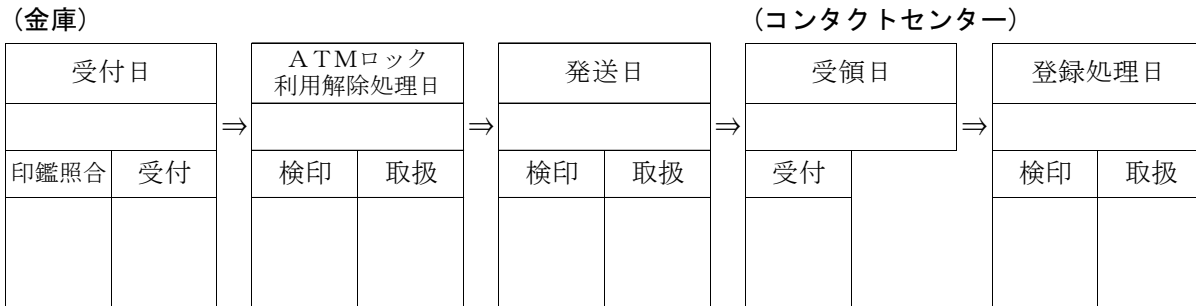 （金庫） （コンタクトセンター）
受付日 ＡＴＭロック 発送日 受領日 登録処理日
利用解除処理日
⇒ ⇒ ⇒ ⇒
印鑑照合 受付 検印 取扱 検印 取扱 受付 検印 取扱